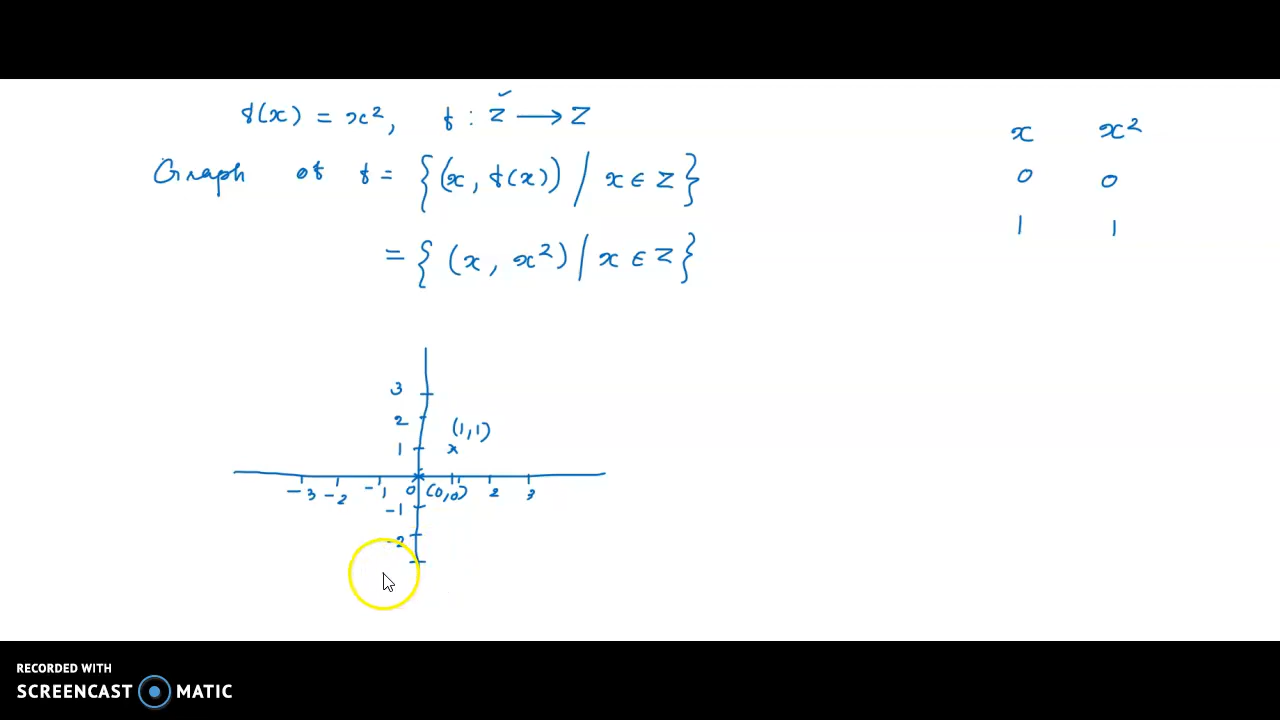 f(x) = x², f : Z → Z
Graph of f = { (x, f(x)) / x ∈ Z }
= { (x, x²) / x ∈ Z }
x x²
0 0
1 1
3
2 (1,1)
1 x
-3 -2 -1 0 (0,0) 2 3
-1
-2
RECORDED WITH
SCREENCAST MATIC